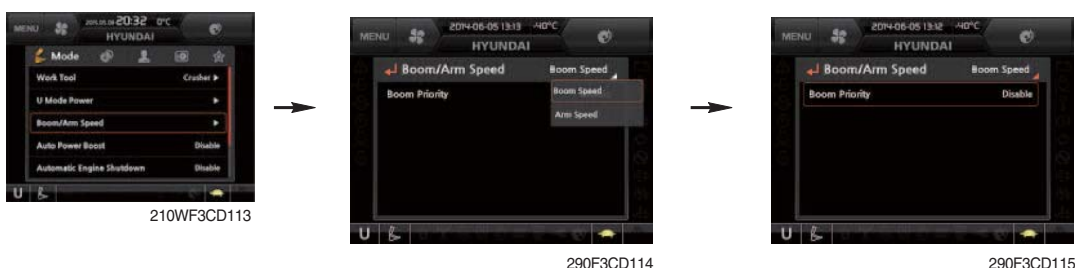 MENU 20:32 0°C
HYUNDAI
Mode
Work Tool Crusher ▶
U Mode Power ▶
Boom/Arm Speed ▶
Auto Power Boost Disable
Automatic Engine Shutdown Disable
U
210WF3CD113
MENU 2014-06-05 13:13 -40°C
HYUNDAI
Boom/Arm Speed Boom Speed
Boom Priority Boom Speed
Arm Speed
U
290F3CD114
MENU 2014-06-05 13:12 -40°C
HYUNDAI
Boom/Arm Speed Boom Speed
Boom Priority Disable
U
290F3CD115